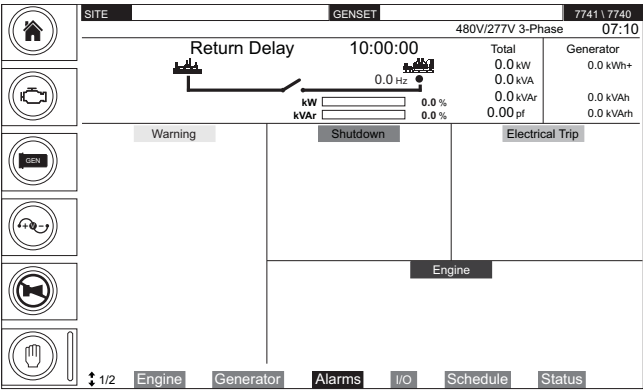 SITE GENSET 7741 \ 7740
480V/277V 3-Phase 07:10
Return Delay 10:00:00
Total Generator
0.0 kW 0.0 kWh+
0.0 kVA
0.0 Hz
0.0 kVAr 0.0 kVAh
kW 0.0 %
0.00 pf 0.0 kVArh
kVAr 0.0 %
Warning Shutdown Electrical Trip
GEN
Engine
1/2 Engine Generator Alarms I/O Schedule Status